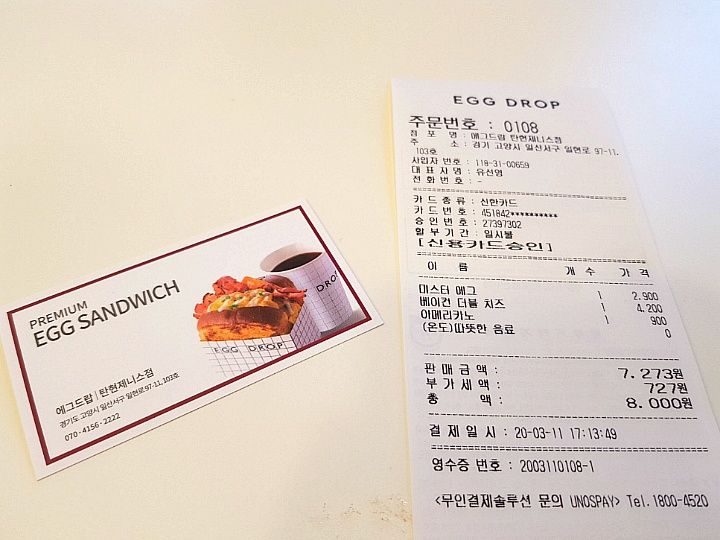 PREMIUM
EGG SANDWICH
DROP
EGG DROP
에그드랍 | 탄현제니스점
경기도 고양시 일산서구 일현로 97-11, 103호
070 - 4156 - 2222
EGG DROP
주문번호 : 0108
점 포 명 : 에그드랍 탄현제니스점
주 소 : 경기 고양시 일산서구 일현로 97-11,
103호
사업자 번호 : 118-31-00659
대 표 자 명 : 유선영
전 화 번 호 : -
카 드 종 류 : 신한카드
카 드 번 호 : 451842**********
승 인 번 호 : 27397302
할 부 기 간 : 일시불
[신용카드승인]
이 름 개 수 가 격
미스터 에그 1 2,900
베이컨 더블 치즈 1 4,200
아메리카노 1 900
(온도)따뜻한 음료 0
판 매 금 액 : 7,273원
부 가 세 액 : 727원
총 액 : 8,000원
결 제 일 시 : 20-03-11 17:13:49
영수증 번호 : 2003110108-1
<무인결제솔루션 문의 UNOSPAY> Tel.1800-4520